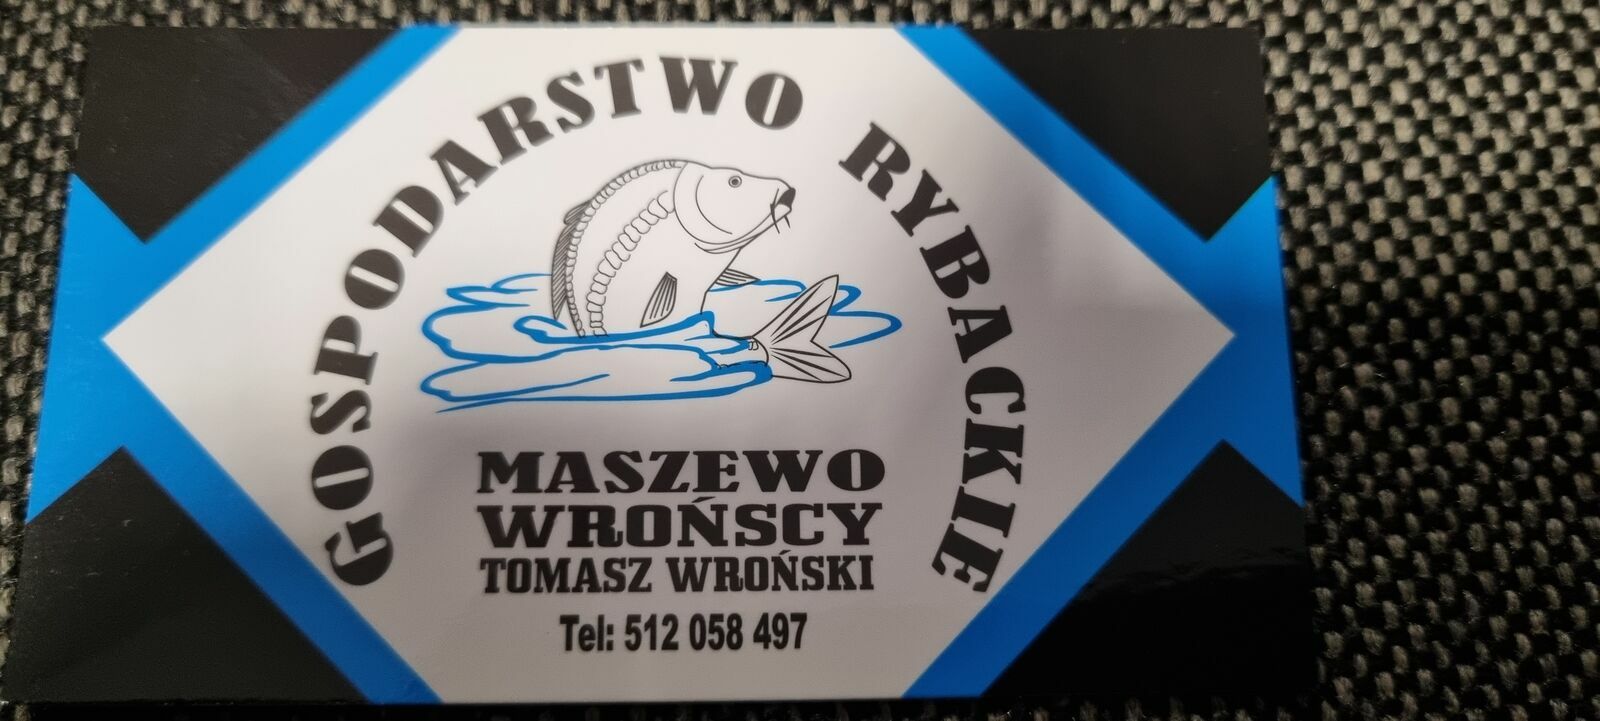 GOSPODARSTWO RYBACKIE
MASZEWO
WROŃSCY
TOMASZ WROŃSKI
Tel: 512 058 497